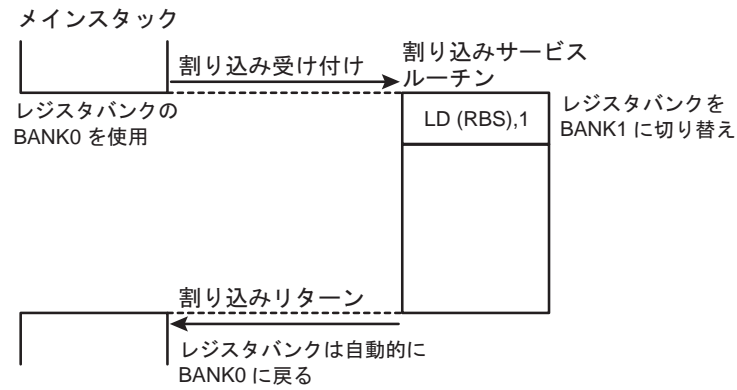 メインスタック
割り込み受け付け
割り込みサービス
ルーチン
レジスタバンクの
BANK0 を使用
LD (RBS),1
レジスタバンクを
BANK1 に切り替え
割り込みリターン
レジスタバンクは自動的に
BANK0 に戻る